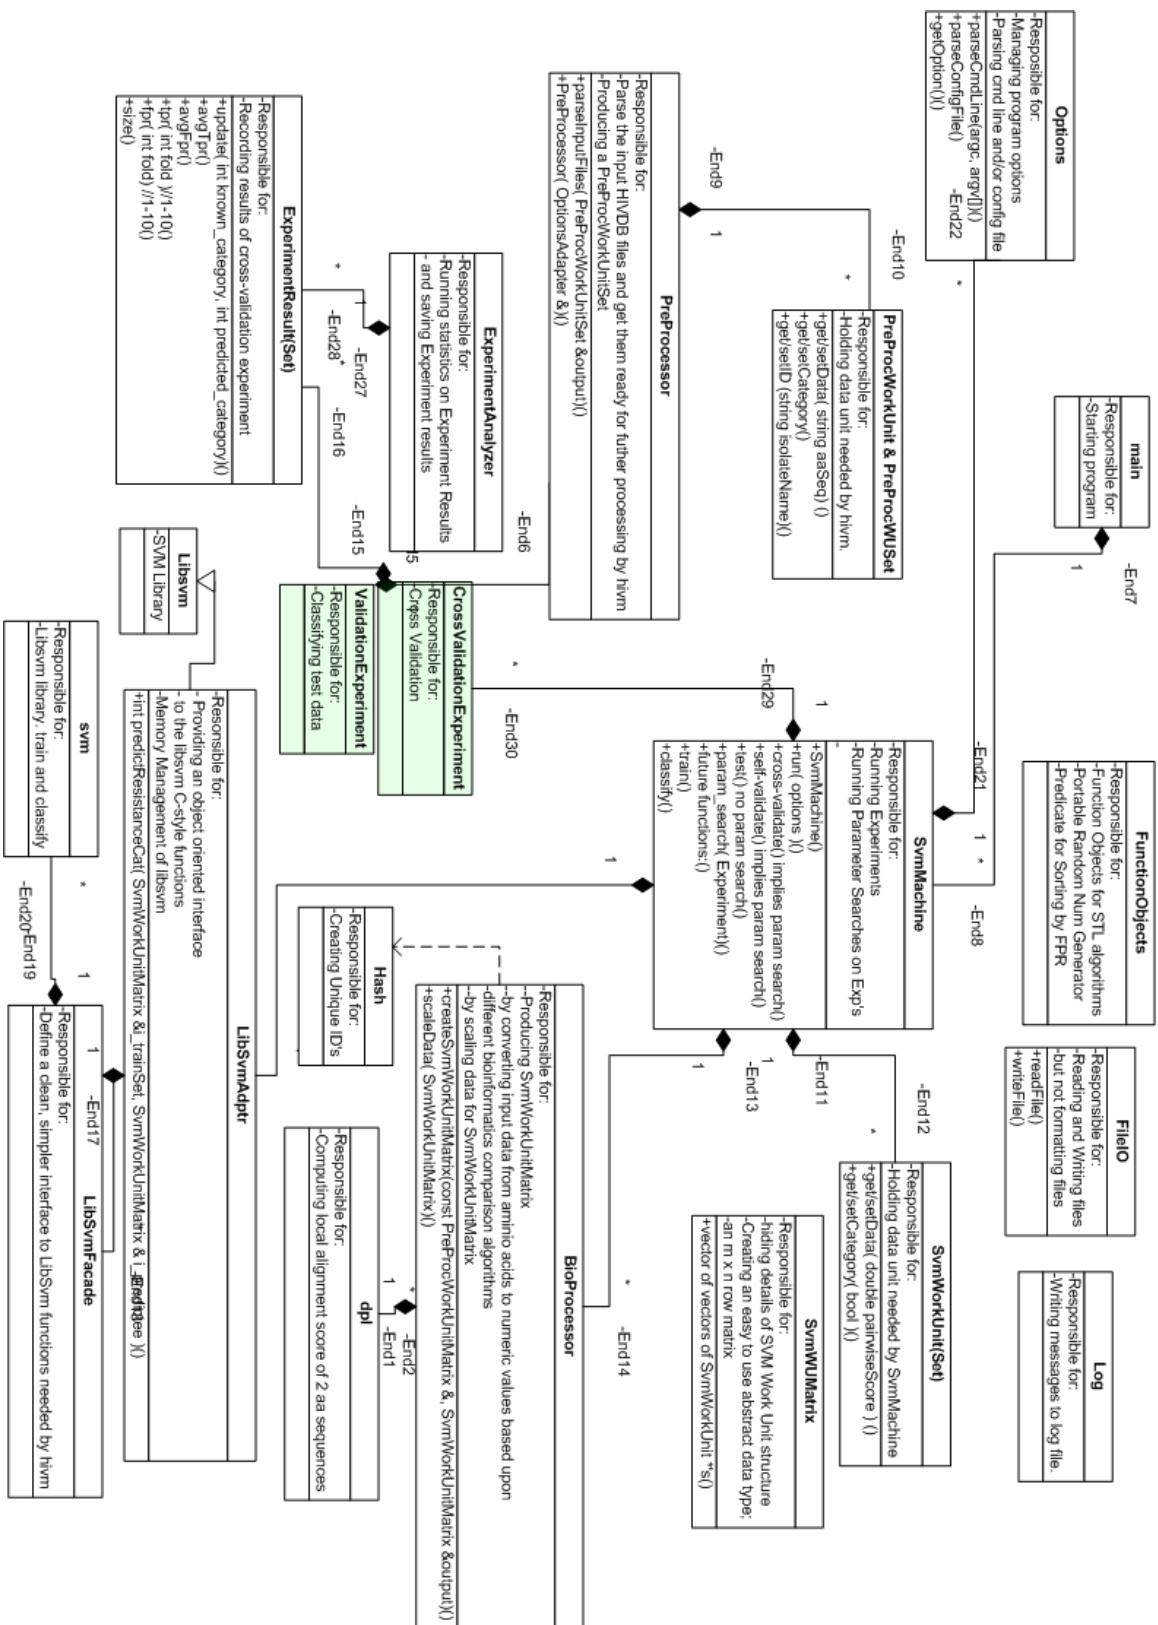 Options
-Resposible for:
-Managing program options
-Parsing cmd line and/or config file
+parseCmdLine(argc, argv[])()
+parseConfigFile()
+getOption()()
-End22
*
main
-Responsible for:
-Starting program
-End7
1
FunctionObjects
-Responsible for:
-Function Objects for STL algorithms
-Portable Random Num Generator
-Predicate for Sorting by FPR
FileIO
-Responsible for:
-Reading and Writing files
-but not formatting files
+readFile()
+writeFile()
Log
-Responsible for:
-Writing messages to log file.
-End10
*
PreProcWorkUnit & PreProcWUSet
-Responsible for:
-Holding data unit needed by hivm.
+get/setData( string aaSeq) ()
+get/setCategory()
+get/setID (string isolateName)()
-End9
1
PreProcessor
-Responsible for:
-Parse the input HIVDB files and get them ready for futher processing by hivm
-Producing a PreProcWorkUnitSet
+parseInputFiles( PreProcWorkUnitSet &output)()
+PreProcessor( OptionsAdapter &)()
-End21
1
*
-End8
SvmMachine
-Responsible for:
-Running Experiments
-Running Parameter Searches on Exp's
-
+SvmMachine()
+run( options )()
+cross-validate() implies param search()
+self-validate() implies param search()
+test() no param search()
+param_search( Experiment)()
+future functions:()
+train()
+classify()
1
-End29
*
-End30
-End11
1
-End12
*
-End13
1
1
SvmWorkUnit(Set)
-Responsible for:
-Holding data unit needed by SvmMachine
+get/setData( double pairwiseScore ) ()
+get/setCategory( bool )()
SvmWUMatrix
-Responsible for:
-hiding details of SVM Work Unit structure
-Creating an easy to use abstract data type;
-an m x n row matrix
+vector of vectors of SvmWorkUnit *'s()
*
-End14
BioProcessor
-Responsible for:
--Producing SvmWorkUnitMatrix
--by converting input data from aminio acids to numeric values based upon
-different bioinformatics comparison algorithms
--by scaling data for SvmWorkUnitMatrix
+createSvmWorkUnitMatrix(const PreProcWorkUnitMatrix &, SvmWorkUnitMatrix &output)()
+scaleData( SvmWorkUnitMatrix)()
*
-End2
1
-End1
Hash
-Responsible for:
-Creating Unique ID's
dpl
-Responsible for:
-Computing local alignment score of 2 aa sequences
-End6
CrossValidationExperiment
-Responsible for:
-Cross Validation
ValidationExperiment
-Responsible for:
-Classifying test data
ExperimentAnalyzer
-Responsible for:
-Running statistics on Experiment Results
- and saving Experiment results
1
-End27
*
-End28
*
-End16
-End15
ExperimentResult(Set)
-Responsible for:
-Recording results of cross-validation experiment
+update( int known_category, int predicted_category)()
+avgTpr()
+avgFpr()
+tpr( int fold )//1-10()
+fpr( int fold) //1-10()
+size()
Libsvm
-SVM Library
LibSvmAdptr
-Resonsible for:
- Providing an object oriented interface
- to the libsvm C-style functions
-Memory Management of libsvm
+int predictResistanceCat( SvmWorkUnitMatrix &i_trainSet, SvmWorkUnitMatrix &
1
-End17
svm
-Responsible for:
-Libsvm library. train and classify
*
-End20
-End19
1
LibSvmFacade
-Responsible for:
-Define a clean, simpler interface to LibSvm functions needed by hivm